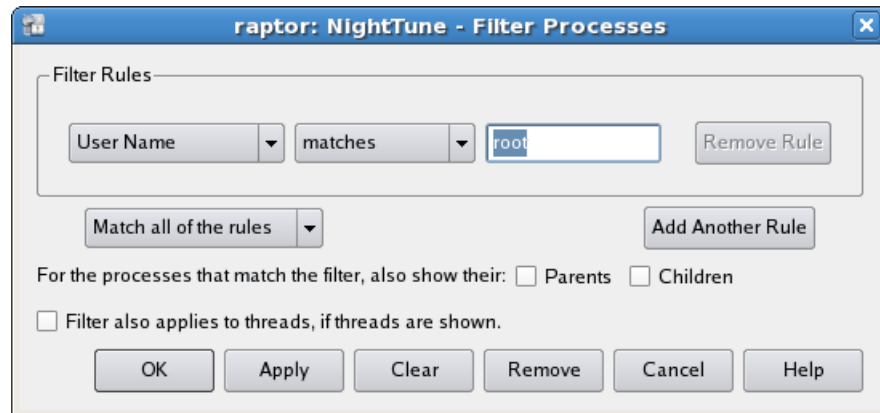 raptor: NightTune - Filter Processes
Filter Rules
User Name matches root Remove Rule
Match all of the rules Add Another Rule
For the processes that match the filter, also show their: Parents Children
Filter also applies to threads, if threads are shown.
OK Apply Clear Remove Cancel Help